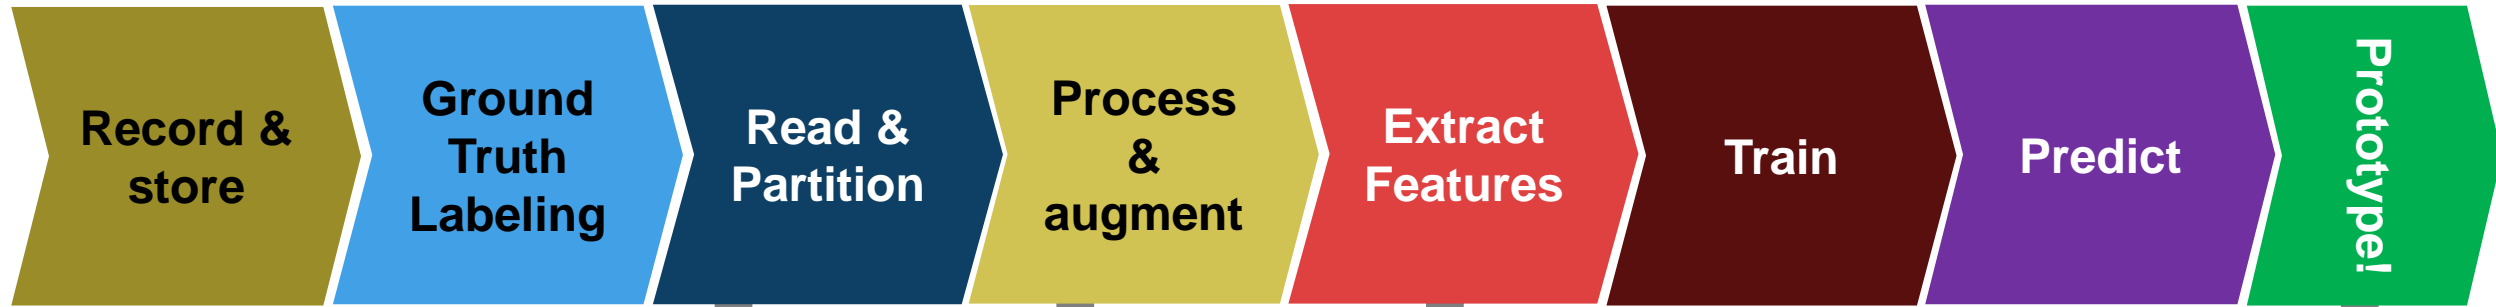 Record &
store
Ground
Truth
Labeling
Read &
Partition
Process
&
augment
Extract
Features
Train
Predict
Prototype!